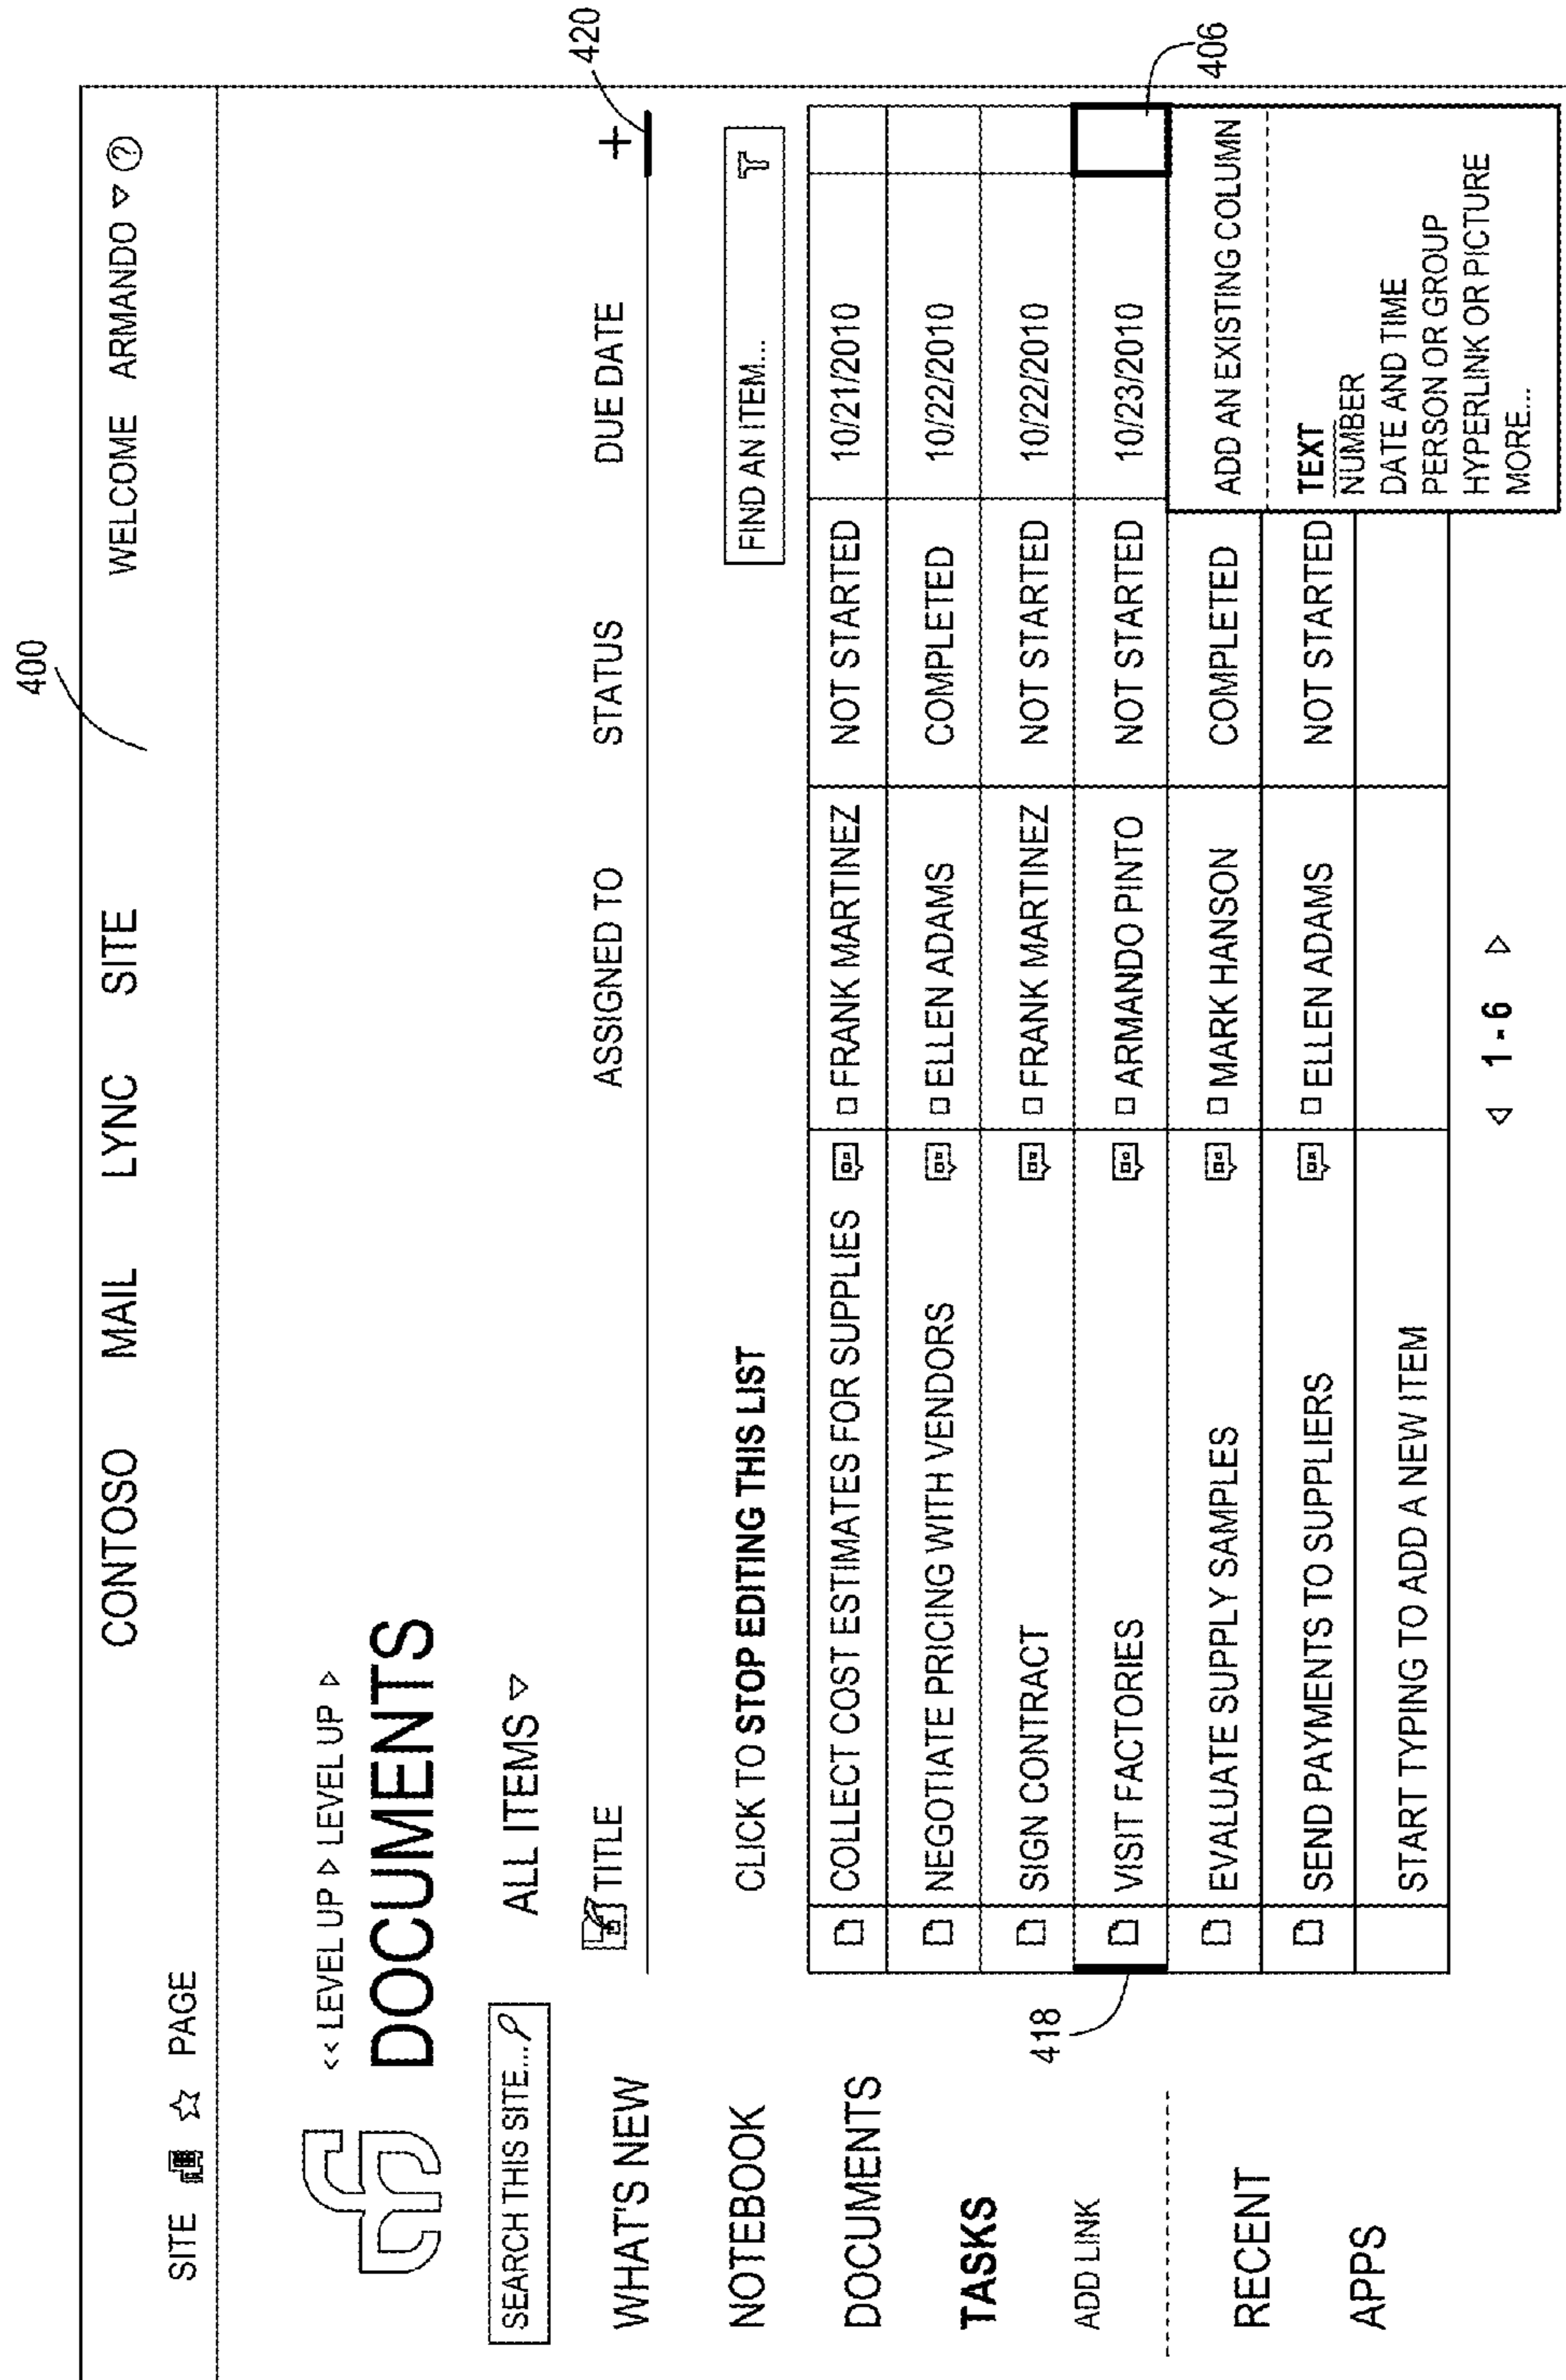 400
CONTOSO MAIL LYNC SITE WELCOME ARMANDO ?
SITE PAGE
<< LEVEL UP ▷ LEVEL UP ▷
DOCUMENTS
SEARCH THIS SITE...
ALL ITEMS ▽
WHAT'S NEW
TITLE ASSIGNED TO STATUS DUE DATE +
420
NOTEBOOK
CLICK TO STOP EDITING THIS LIST
FIND AN ITEM...
DOCUMENTS
COLLECT COST ESTIMATES FOR SUPPLIES FRANK MARTINEZ NOT STARTED 10/21/2010
NEGOTIATE PRICING WITH VENDORS ELLEN ADAMS COMPLETED 10/22/2010
TASKS
SIGN CONTRACT FRANK MARTINEZ NOT STARTED 10/22/2010
418
ADD LINK
VISIT FACTORIES ARMANDO PINTO NOT STARTED 10/23/2010
406
RECENT
EVALUATE SUPPLY SAMPLES MARK HANSON COMPLETED
ADD AN EXISTING COLUMN
SEND PAYMENTS TO SUPPLIERS ELLEN ADAMS NOT STARTED
TEXT
NUMBER
APPS
START TYPING TO ADD A NEW ITEM
DATE AND TIME
PERSON OR GROUP
HYPERLINK OR PICTURE
MORE...
◁ 1 - 6 ▷